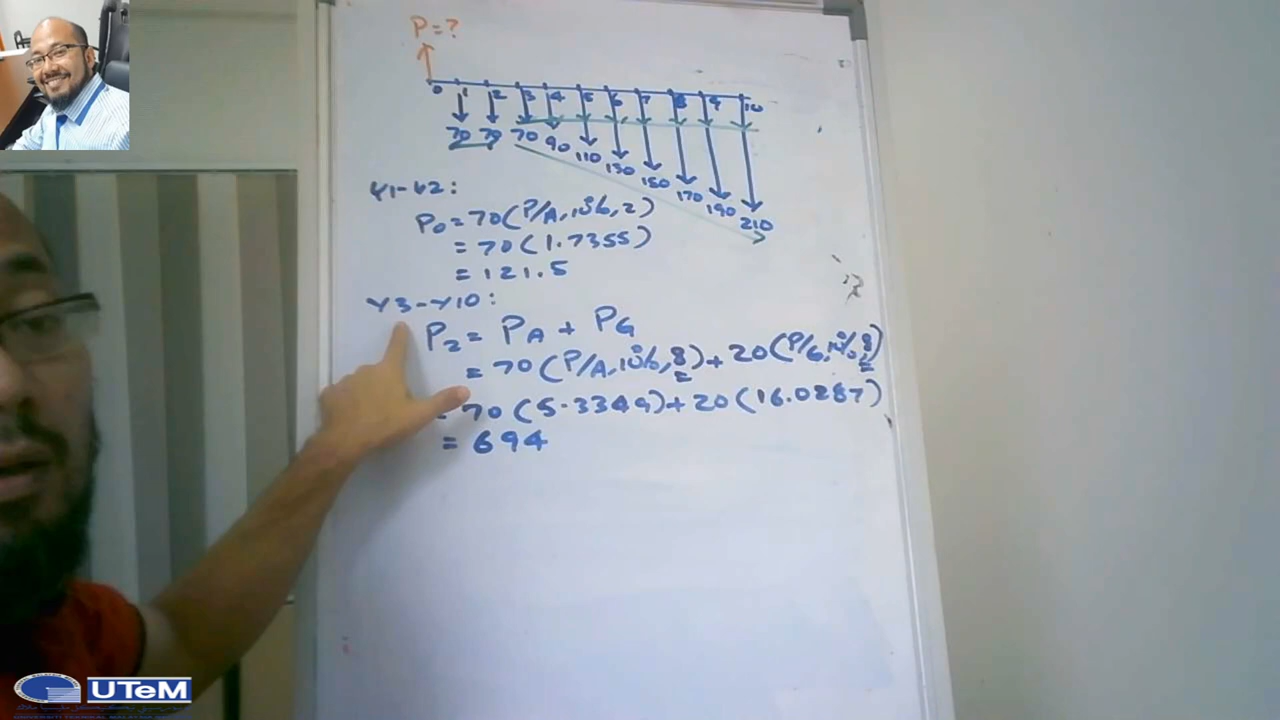 P=?
0 1 2 3 4 5 6 7 8 9 10
70 70 70 90 110 130 150 170 190 210
Y1-Y2:
P0 = 70(P/A, 10%, 2)
= 70(1.7355)
= 121.5
Y3-Y10:
P2 = PA + PG
= 70(P/A, 10%, 8) + 20(P/G, 10%, 8)
= 70(5.3349) + 20(16.0287)
= 694
UTeM